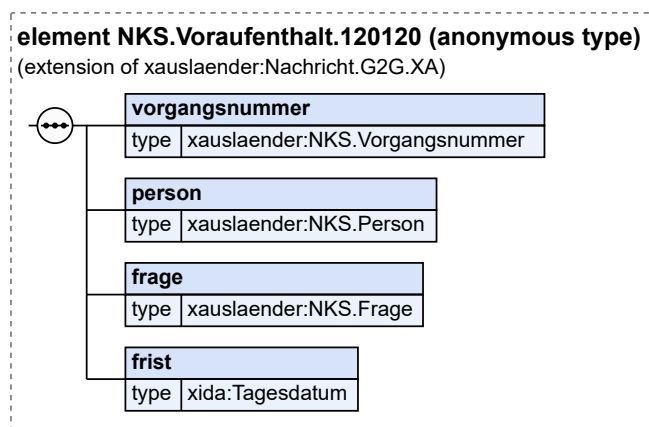 element NKS.Voraufenthalt.120120 (anonymous type)
(extension of xauslaender:Nachricht.G2G.XA)
vorgangsnummer
type xauslaender:NKS.Vorgangsnummer
person
type xauslaender:NKS.Person
frage
type xauslaender:NKS.Frage
frist
type xida:Tagesdatum